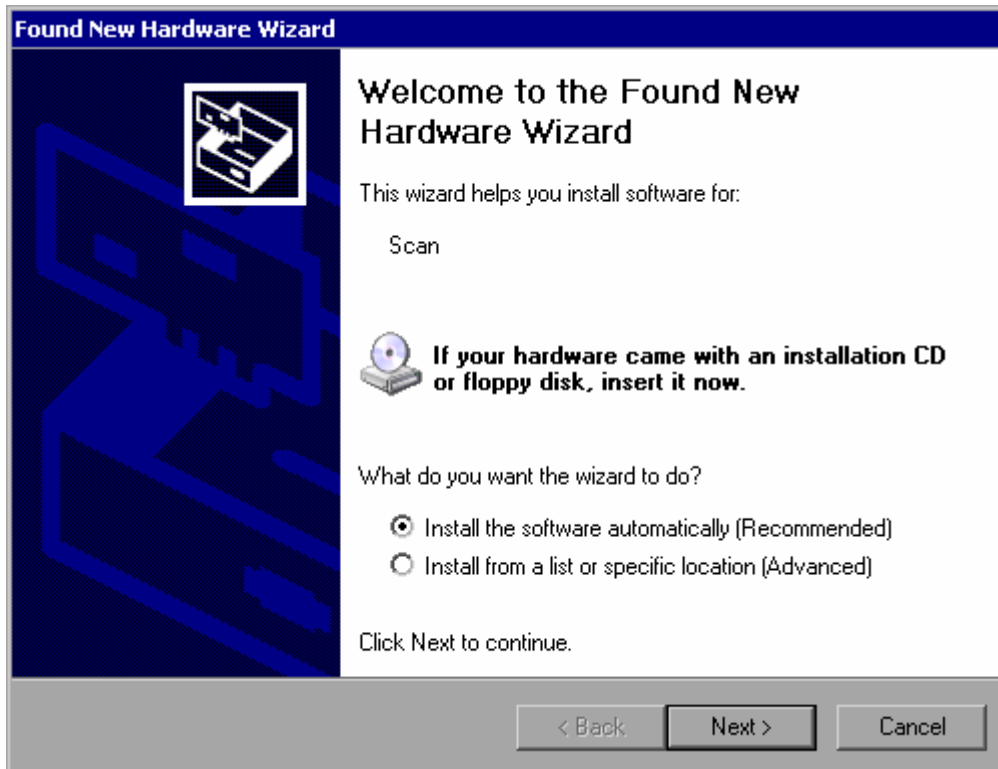 Found New Hardware Wizard
Welcome to the Found New
Hardware Wizard
This wizard helps you install software for:
Scan
If your hardware came with an installation CD
or floppy disk, insert it now.
What do you want the wizard to do?
Install the software automatically (Recommended)
Install from a list or specific location (Advanced)
Click Next to continue.
< Back
Next >
Cancel